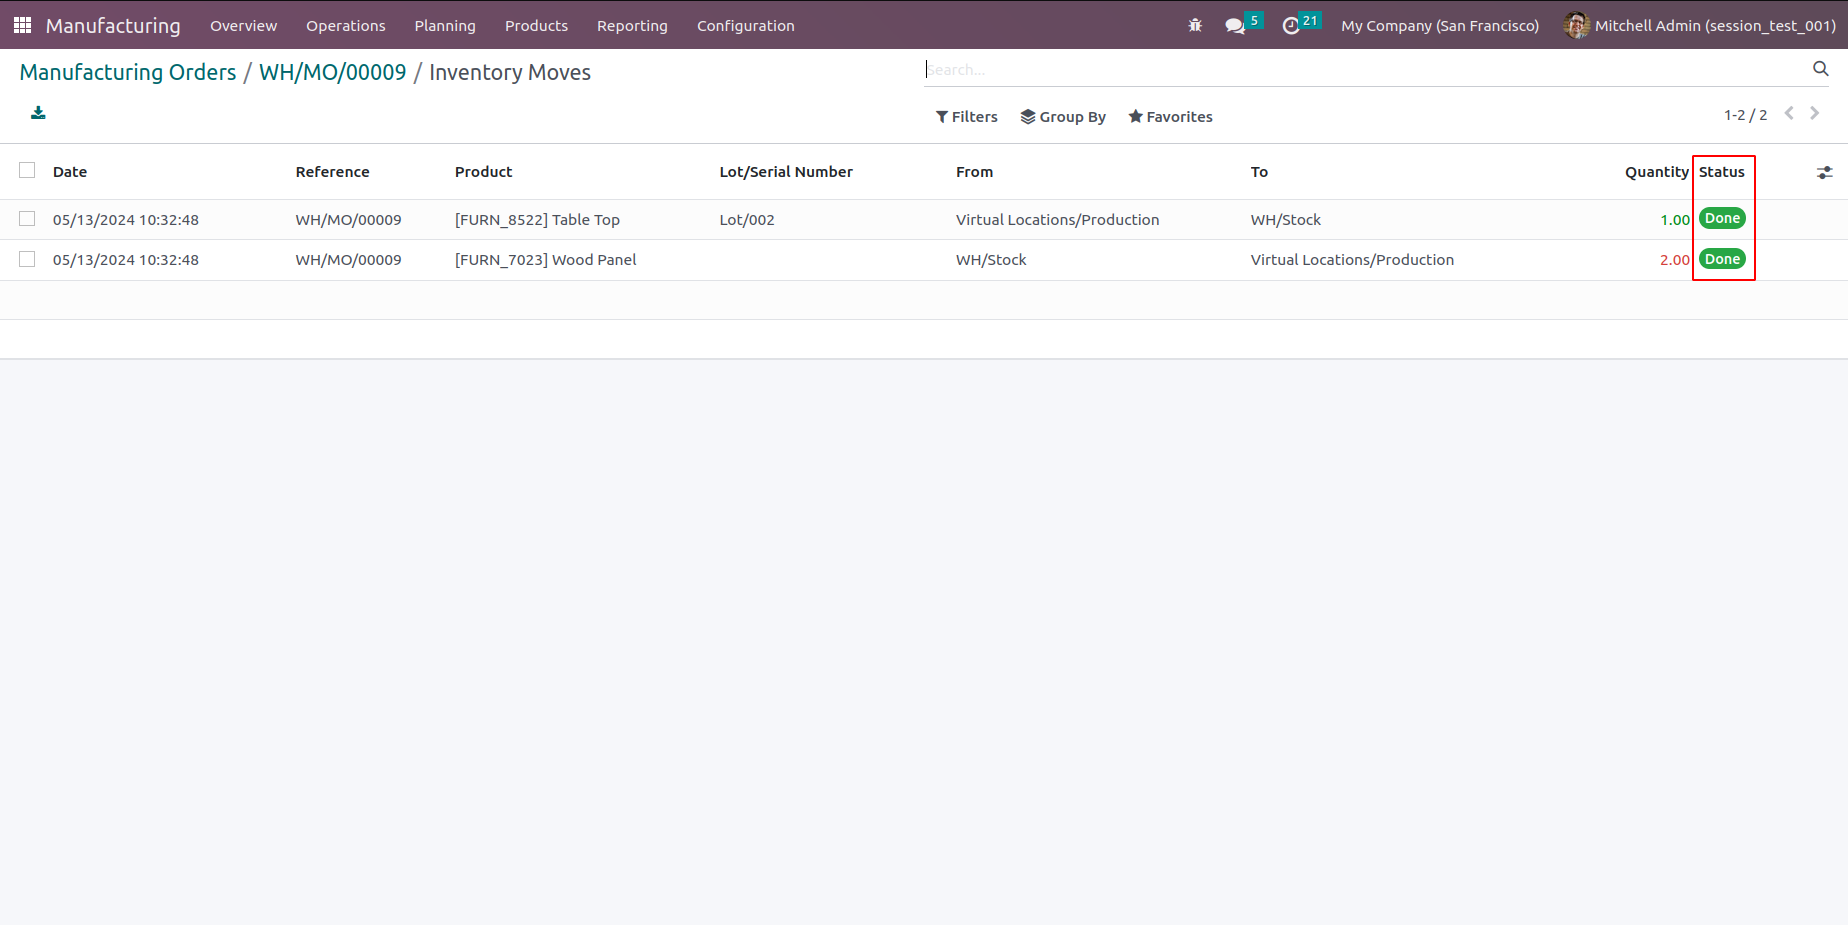 Manufacturing Overview Operations Planning Products Reporting Configuration 5 21 My Company (San Francisco) Mitchell Admin (session_test_001)
Manufacturing Orders / WH/MO/00009 / Inventory Moves
Search...
Filters Group By Favorites 1-2 / 2
Date Reference Product Lot/Serial Number From To Quantity Status
05/13/2024 10:32:48 WH/MO/00009 [FURN_8522] Table Top Lot/002 Virtual Locations/Production WH/Stock 1.00 Done
05/13/2024 10:32:48 WH/MO/00009 [FURN_7023] Wood Panel WH/Stock Virtual Locations/Production 2.00 Done